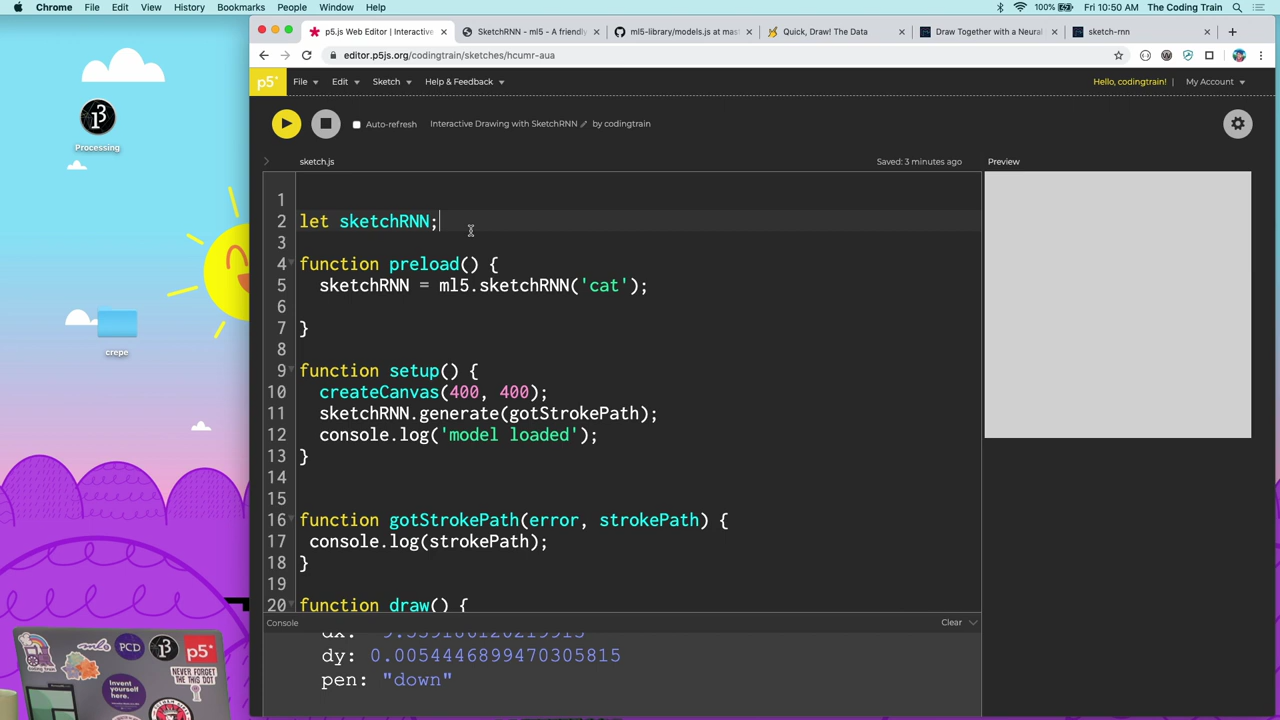 Chrome File Edit View History Bookmarks People Window Help 100% Fri 10:50 AM The Coding Train
p5.js Web Editor | Interactive SketchRNN - ml5 - A friendly ml5-library/models.js at mast Quick, Draw! The Data Draw Together with a Neural sketch-rnn
editor.p5js.org/codingtrain/sketches/hcumr-aua
p5* File Edit Sketch Help & Feedback Hello, codingtrain! | My Account
Auto-refresh Interactive Drawing with SketchRNN by codingtrain
Processing
sketch.js Saved: 3 minutes ago Preview
1
2 let sketchRNN;
3
4 function preload() {
5 sketchRNN = ml5.sketchRNN('cat');
6
7 }
8
9 function setup() {
10 createCanvas(400, 400);
11 sketchRNN.generate(gotStrokePath);
12 console.log('model loaded');
13 }
14
15
16 function gotStrokePath(error, strokePath) {
17 console.log(strokePath);
18 }
19
20 function draw() {
crepe
Console Clear
dy: 0.0054446899470305815
pen: "down"
ml5
PCD
p5*
NEVER FORGET
THE THIS DOT
Invent
yourself
here.